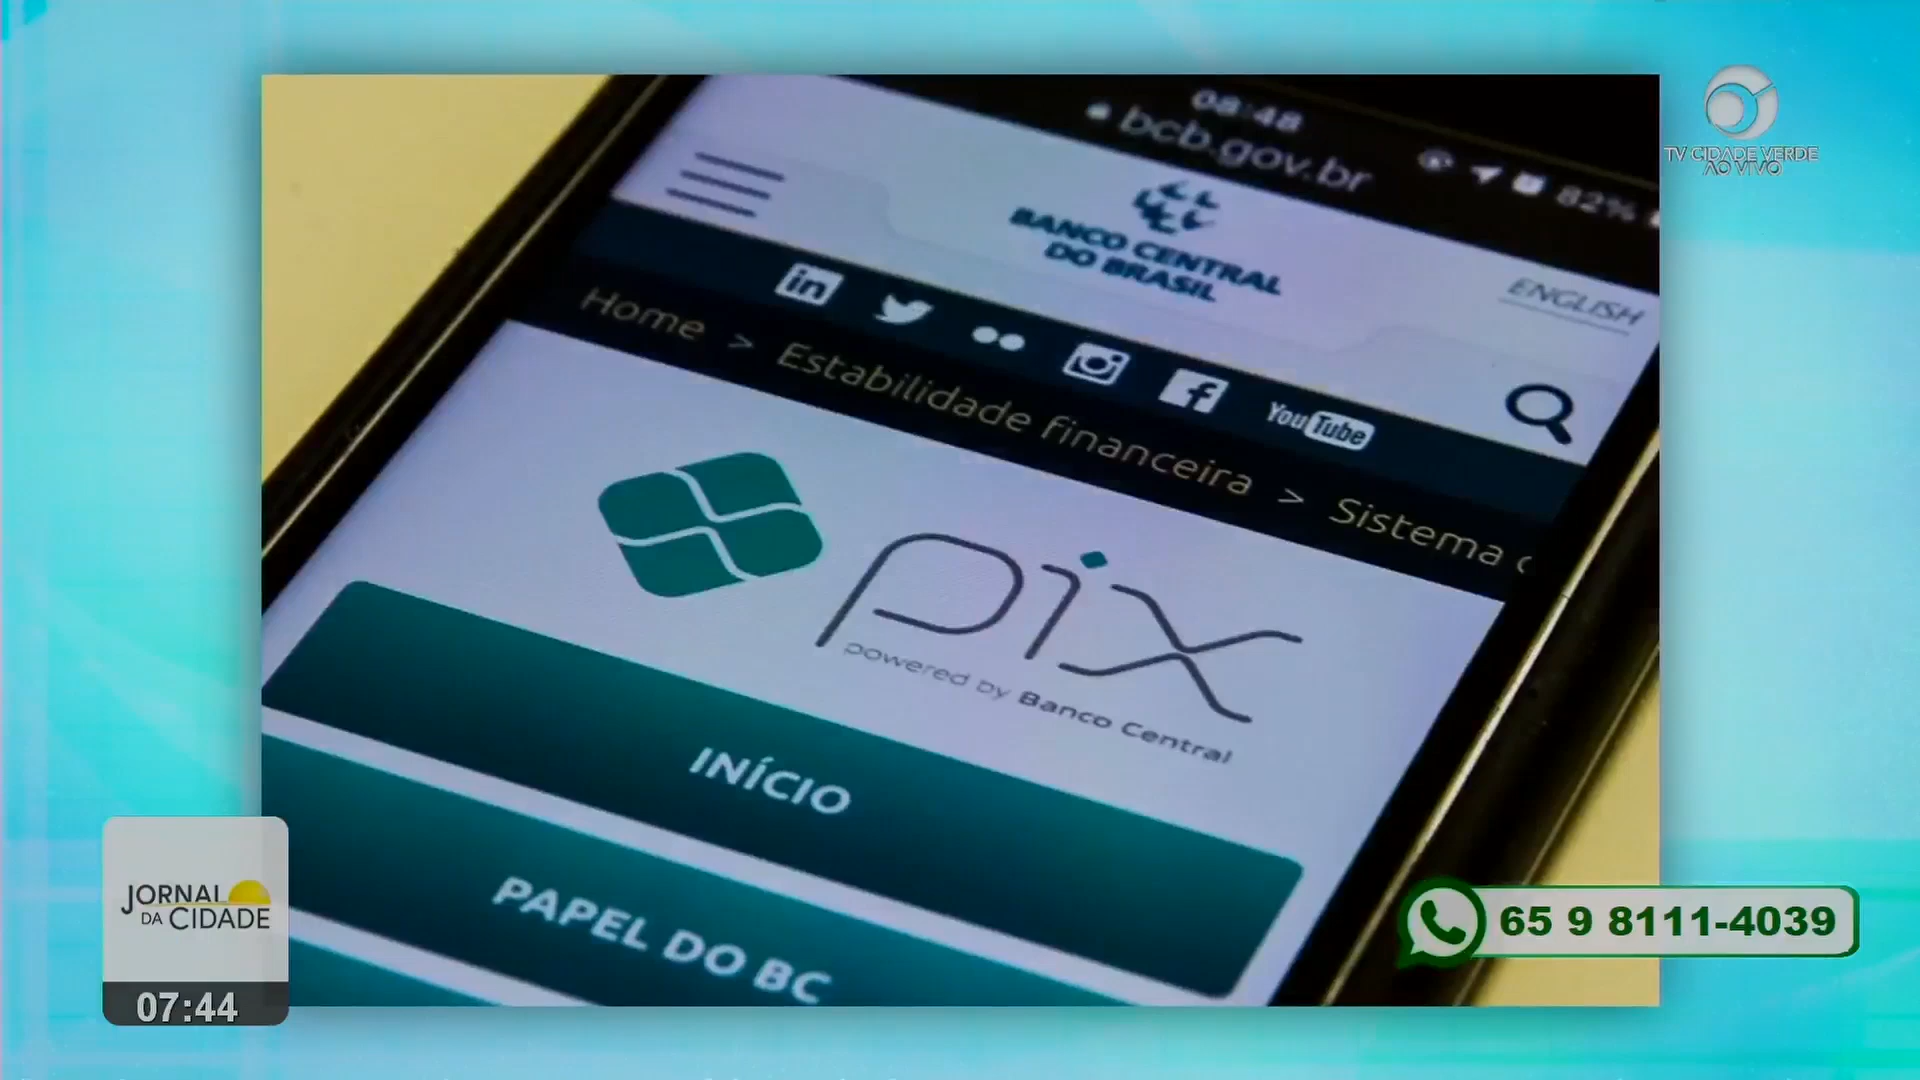 08:48
bcb.gov.br
82%
TV CIDADE VERDE
AO VIVO
BANCO CENTRAL
DO BRASIL
ENGLISH
in
f
YouTube
Home > Estabilidade financeira > Sistema
pix
powered by Banco Central
INÍCIO
PAPEL DO BC
JORNAL
DA CIDADE
07:44
65 9 8111-4039